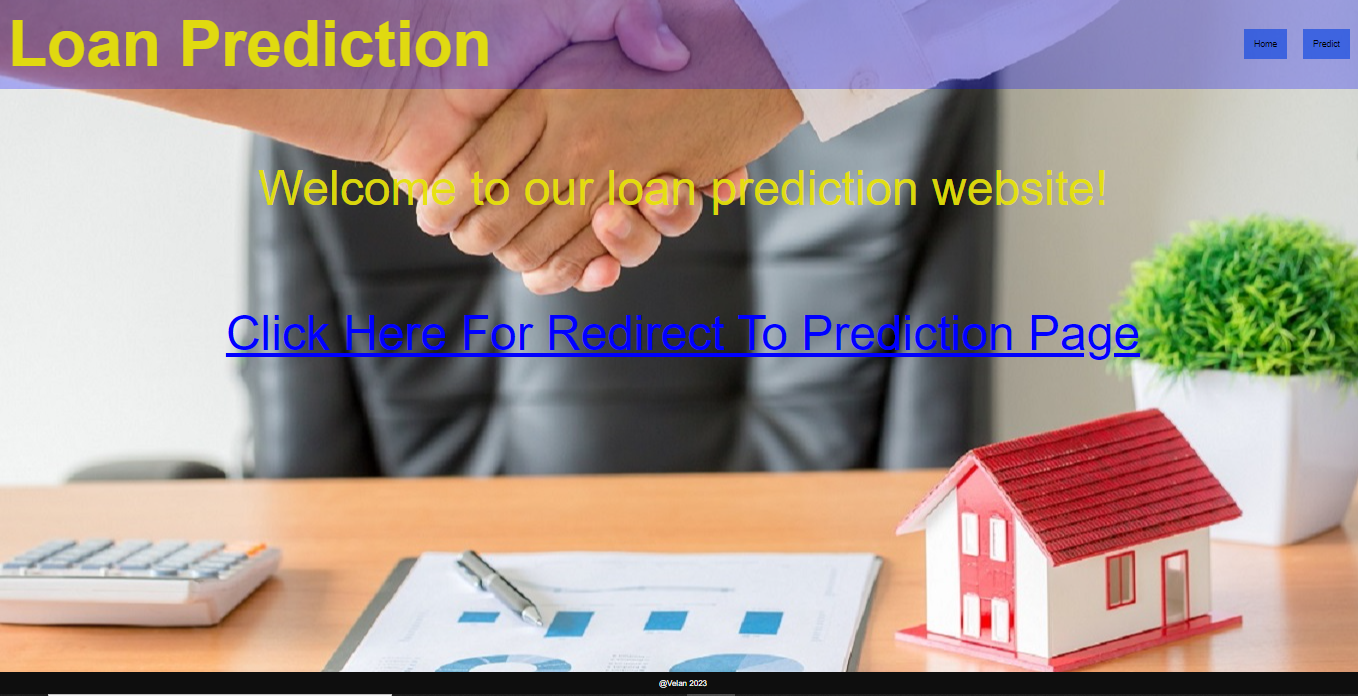 Loan Prediction
Home
Predict
Welcome to our loan prediction website!
Click Here For Redirect To Prediction Page
@Velan 2023